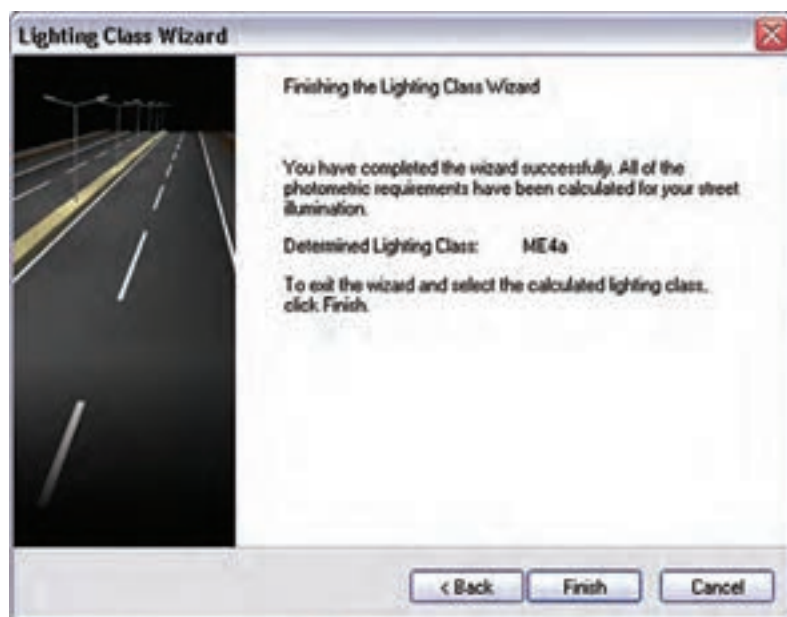 Lighting Class Wizard
Finishing the Lighting Class Wizard
You have completed the wizard successfully. All of the
photometric requirements have been calculated for your street
illumination.
Determined Lighting Class: ME4a
To exit the wizard and select the calculated lighting class,
click Finish.
< Back Finish Cancel